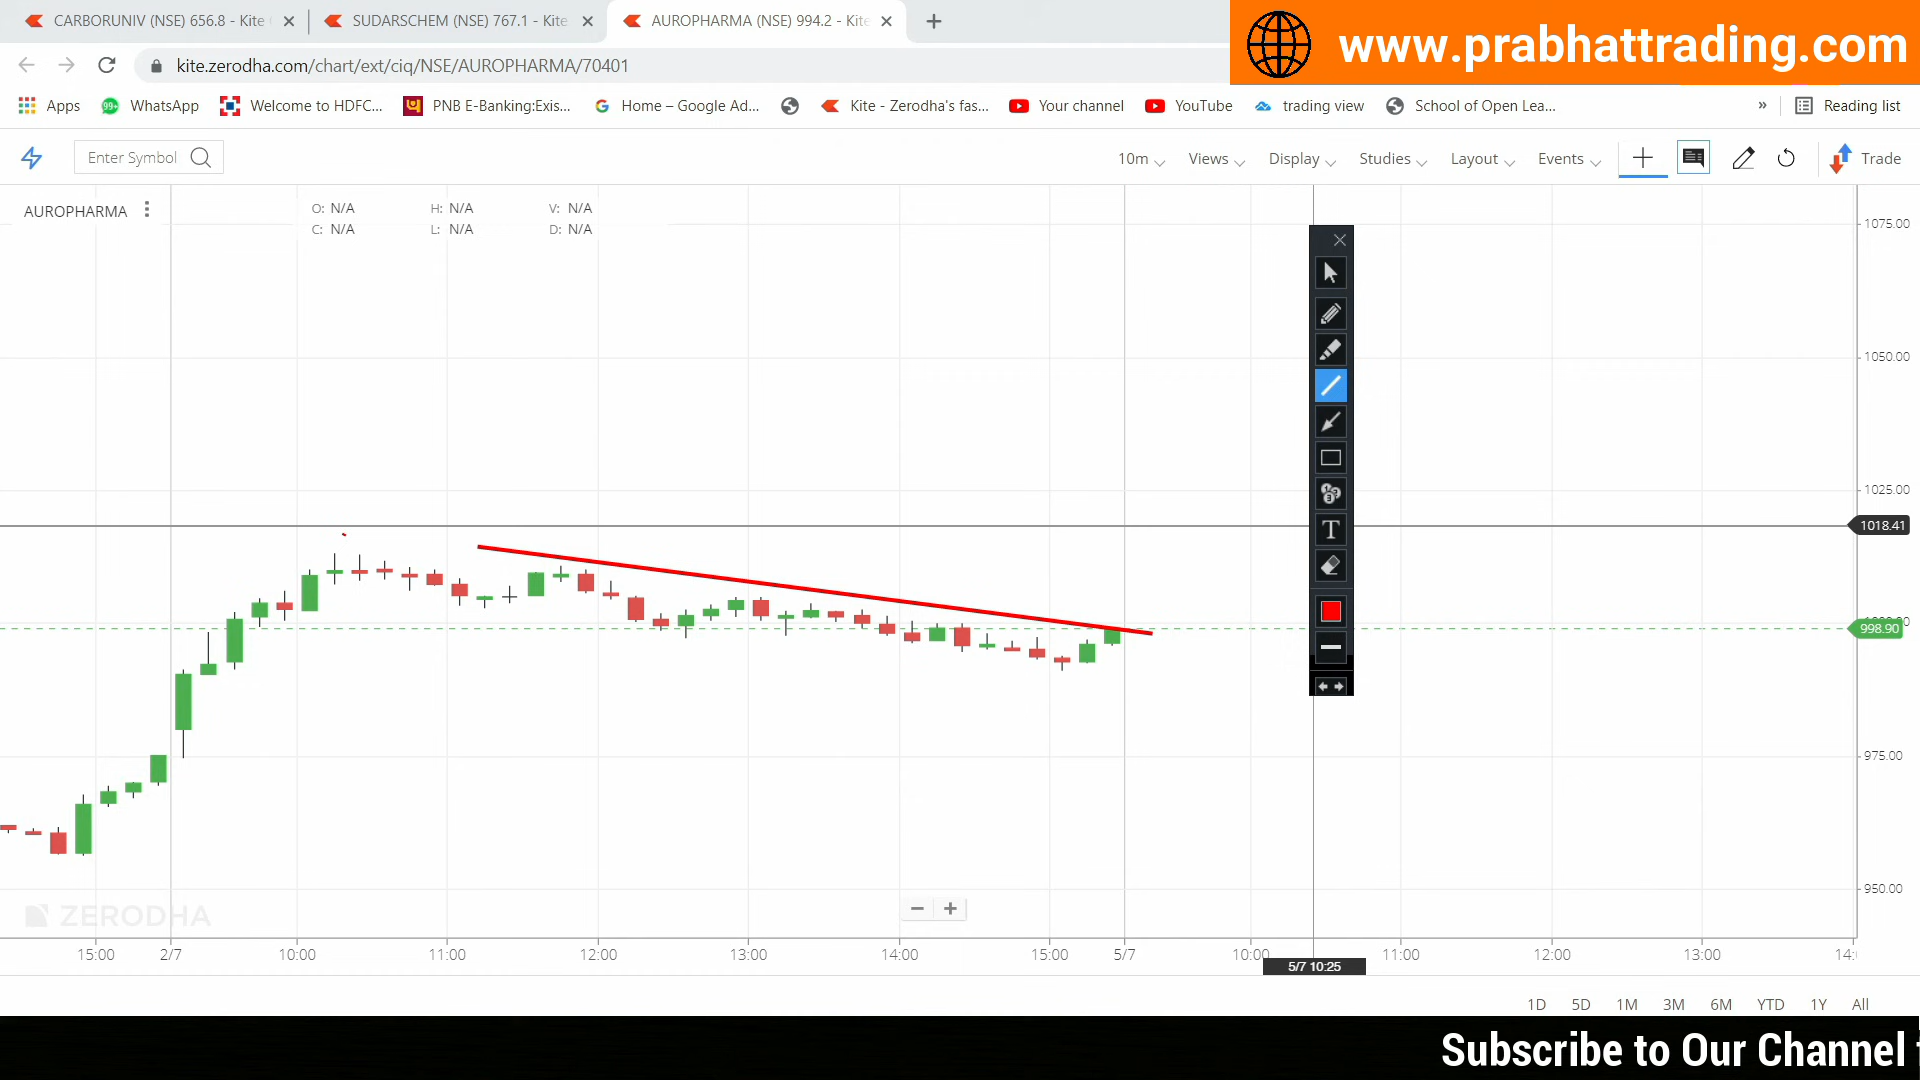 CARBORUNIV (NSE) 656.8 - Kite
SUDARSCHEM (NSE) 767.1 - Kite
AUROPHARMA (NSE) 994.2 - Kite
www.prabhattrading.com
kite.zerodha.com/chart/ext/ciq/NSE/AUROPHARMA/70401
Apps
99+
WhatsApp
Welcome to HDFC...
PNB E-Banking:Exis...
Home – Google Ad...
Kite - Zerodha's fas...
Your channel
YouTube
trading view
School of Open Lea...
»
Reading list
Enter Symbol
10m
Views
Display
Studies
Layout
Events
Trade
AUROPHARMA
O: N/A H: N/A V: N/A
C: N/A L: N/A D: N/A
1075.00
1050.00
1025.00
1018.41
998.90
975.00
950.00
T
ZERODHA
15:00 2/7 10:00 11:00 12:00 13:00 14:00 15:00 5/7 10:00 11:00 12:00 13:00 14:
5/7 10:25
1D 5D 1M 3M 6M YTD 1Y All
Subscribe to Our Channel